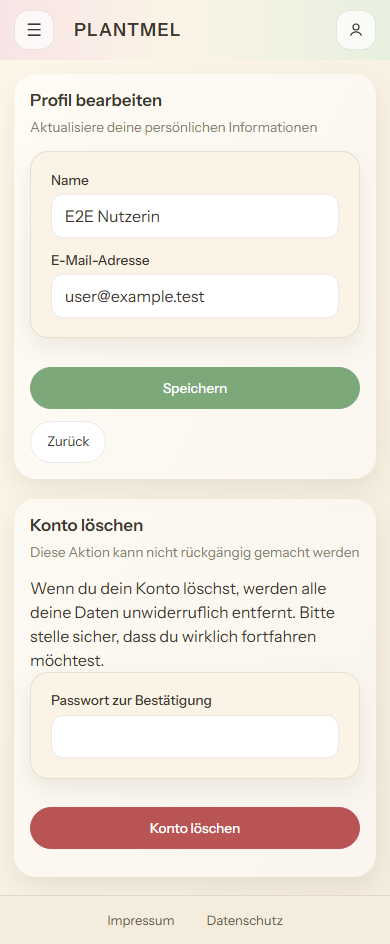 PLANTMEL
Profil bearbeiten
Aktualisiere deine persönlichen Informationen
Name
E2E Nutzerin
E-Mail-Adresse
user@example.test
Speichern
Zurück
Konto löschen
Diese Aktion kann nicht rückgängig gemacht werden
Wenn du dein Konto löschst, werden alle
deine Daten unwiderruflich entfernt. Bitte
stelle sicher, dass du wirklich fortfahren
möchtest.
Passwort zur Bestätigung
Konto löschen
Impressum Datenschutz